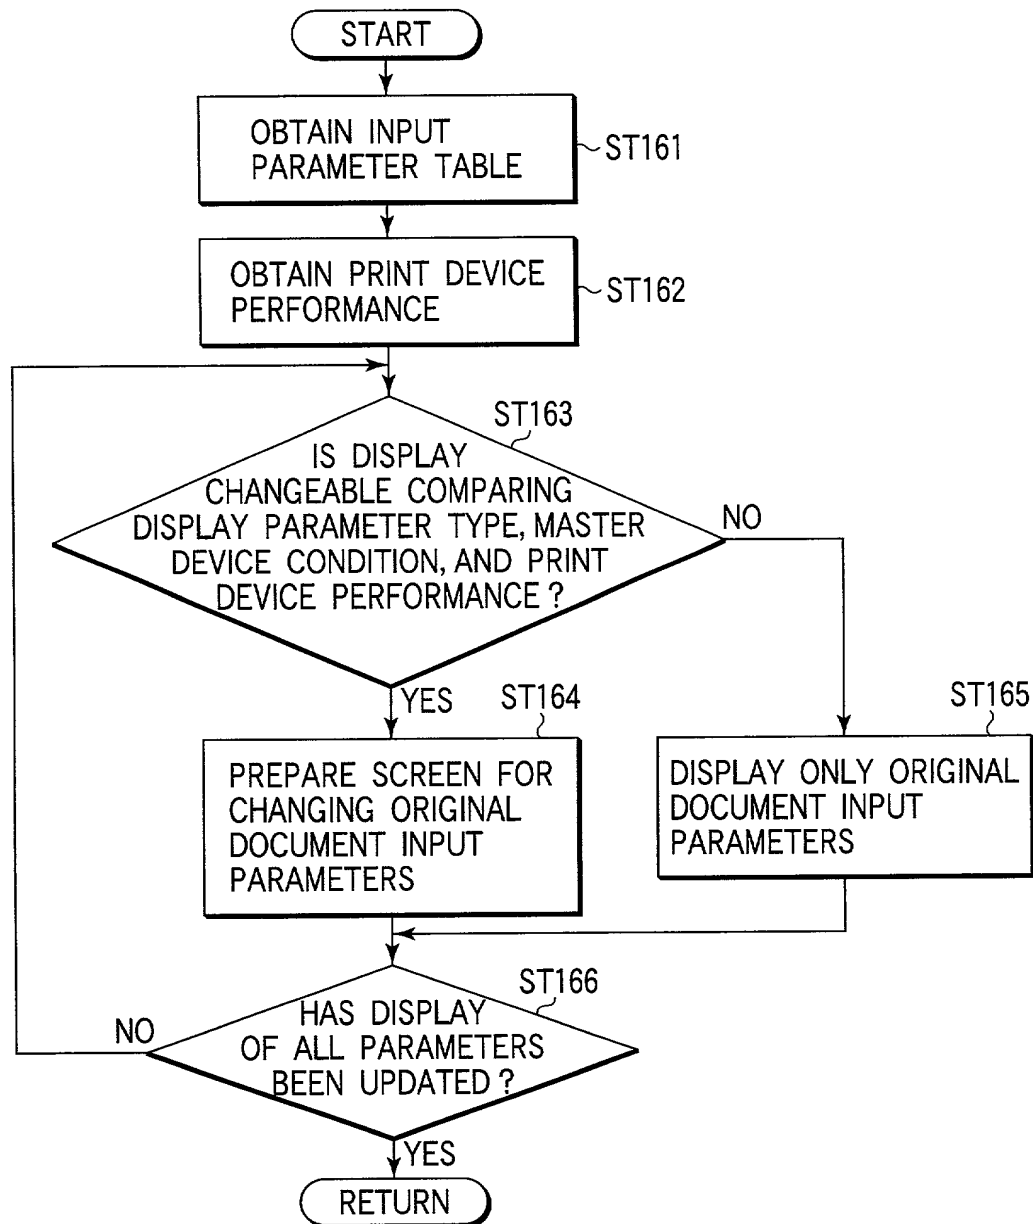 START
OBTAIN INPUT
PARAMETER TABLE
ST161
OBTAIN PRINT DEVICE
PERFORMANCE
ST162
ST163
IS DISPLAY
CHANGEABLE COMPARING
DISPLAY PARAMETER TYPE, MASTER
DEVICE CONDITION, AND PRINT
DEVICE PERFORMANCE?
NO
YES
ST164
PREPARE SCREEN FOR
CHANGING ORIGINAL
DOCUMENT INPUT
PARAMETERS
ST165
DISPLAY ONLY ORIGINAL
DOCUMENT INPUT
PARAMETERS
ST166
HAS DISPLAY
OF ALL PARAMETERS
BEEN UPDATED?
NO
YES
RETURN